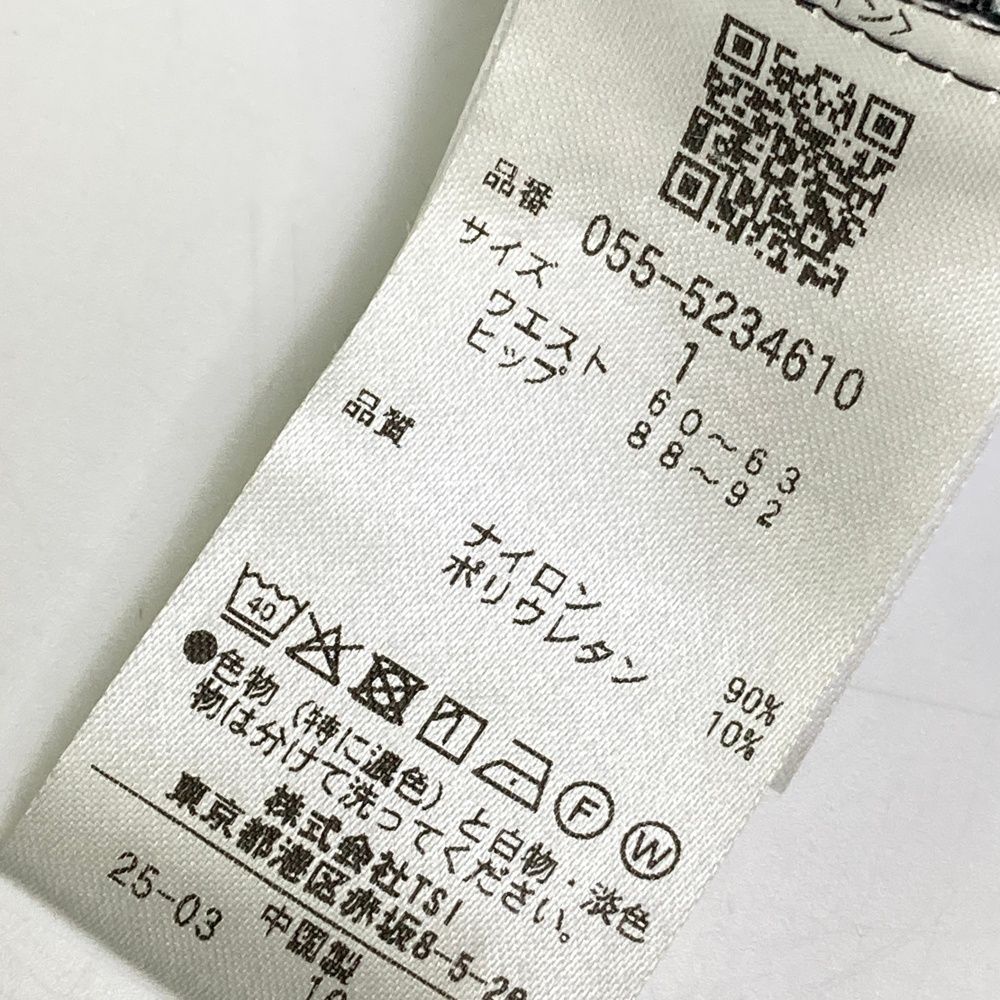 イン〉
品番 055-5234610
サイズ 1
ウエスト 60〜63
ヒップ 88〜92
品質
ナイロン 90%
ポリウレタン 10%
40 F W
●色物(特に濃色)と白物・淡色
物は分けて洗ってください。
株式会社TSI
東京都港区赤坂8-5-2
25-03 中国製